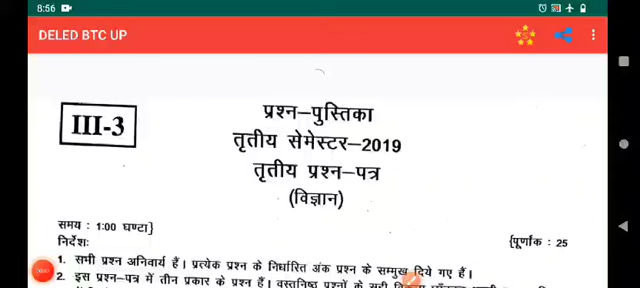 8:56
DELED BTC UP
III-3
प्रश्न-पुस्तिका
तृतीय सेमेस्टर-2019
तृतीय प्रश्न-पत्र
(विज्ञान)
समय : 1:00 घण्टा]
[पूर्णांक : 25
निर्देशः
1. सभी प्रश्न अनिवार्य हैं। प्रत्येक प्रश्न के निर्धारित अंक प्रश्न के सम्मुख दिये गए हैं।
2. इस प्रश्न-पत्र में तीन प्रकार के प्रश्न हैं। वस्तुनिष्ठ प्रश्नों के सही